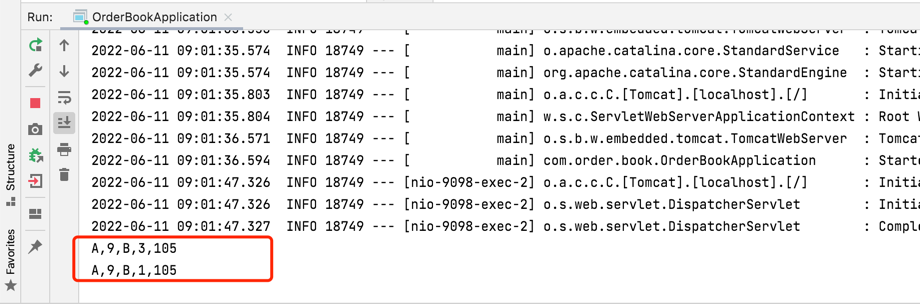 Run: OrderBookApplication ×
2022-06-11 09:01:35.574 INFO 18749 --- [ main] o.apache.catalina.core.StandardService : Starti
2022-06-11 09:01:35.574 INFO 18749 --- [ main] org.apache.catalina.core.StandardEngine : Starti
2022-06-11 09:01:35.803 INFO 18749 --- [ main] o.a.c.c.C.[Tomcat].[localhost].[/] : Initia
2022-06-11 09:01:35.804 INFO 18749 --- [ main] w.s.c.ServletWebServerApplicationContext : Root W
2022-06-11 09:01:36.571 INFO 18749 --- [ main] o.s.b.w.embedded.tomcat.TomcatWebServer : Tomcat
2022-06-11 09:01:36.594 INFO 18749 --- [ main] com.order.book.OrderBookApplication : Starte
2022-06-11 09:01:47.326 INFO 18749 --- [nio-9098-exec-2] o.a.c.c.C.[Tomcat].[localhost].[/] : Initia
2022-06-11 09:01:47.326 INFO 18749 --- [nio-9098-exec-2] o.s.web.servlet.DispatcherServlet : Initia
2022-06-11 09:01:47.327 INFO 18749 --- [nio-9098-exec-2] o.s.web.servlet.DispatcherServlet : Comple
A,9,B,3,105
A,9,B,1,105
Structure
Favorites